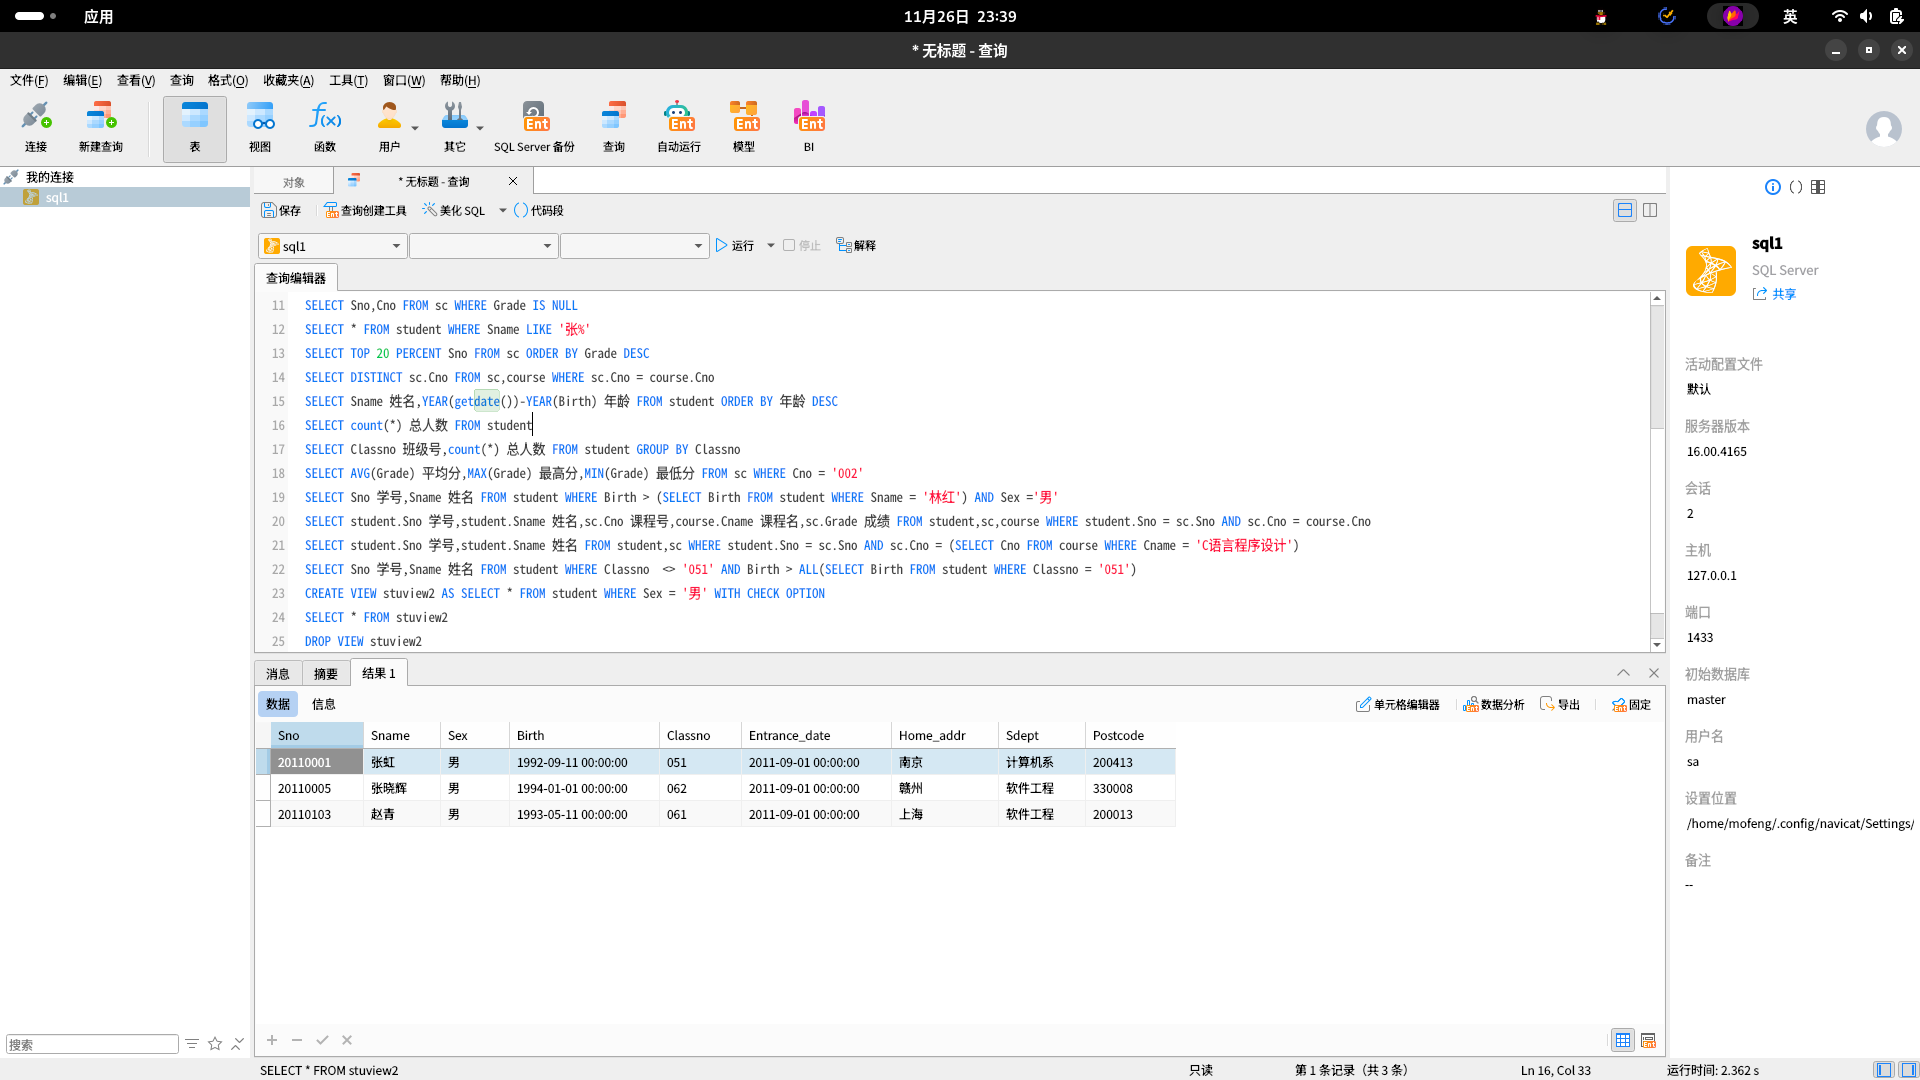 应用
11月26日 23:39
英
* 无标题 - 查询
文件(F) 编辑(E) 查看(V) 查询 格式(O) 收藏夹(A) 工具(T) 窗口(W) 帮助(H)
连接 新建查询 表 视图 函数 用户 其它 SQL Server 备份 查询 自动运行 模型 BI
我的连接
sql1
对象
* 无标题 - 查询
保存 查询创建工具 美化 SQL 代码段
sql1
运行 停止 解释
查询编辑器
11 SELECT Sno,Cno FROM sc WHERE Grade IS NULL
12 SELECT * FROM student WHERE Sname LIKE '张%'
13 SELECT TOP 20 PERCENT Sno FROM sc ORDER BY Grade DESC
14 SELECT DISTINCT sc.Cno FROM sc,course WHERE sc.Cno = course.Cno
15 SELECT Sname 姓名,YEAR(getdate())-YEAR(Birth) 年龄 FROM student ORDER BY 年龄 DESC
16 SELECT count(*) 总人数 FROM student
17 SELECT Classno 班级号,count(*) 总人数 FROM student GROUP BY Classno
18 SELECT AVG(Grade) 平均分,MAX(Grade) 最高分,MIN(Grade) 最低分 FROM sc WHERE Cno = '002'
19 SELECT Sno 学号,Sname 姓名 FROM student WHERE Birth > (SELECT Birth FROM student WHERE Sname = '林红') AND Sex ='男'
20 SELECT student.Sno 学号,student.Sname 姓名,sc.Cno 课程号,course.Cname 课程名,sc.Grade 成绩 FROM student,sc,course WHERE student.Sno = sc.Sno AND sc.Cno = course.Cno
21 SELECT student.Sno 学号,student.Sname 姓名 FROM student,sc WHERE student.Sno = sc.Sno AND sc.Cno = (SELECT Cno FROM course WHERE Cname = 'C语言程序设计')
22 SELECT Sno 学号,Sname 姓名 FROM student WHERE Classno  <> '051' AND Birth > ALL(SELECT Birth FROM student WHERE Classno = '051')
23 CREATE VIEW stuview2 AS SELECT * FROM student WHERE Sex = '男' WITH CHECK OPTION
24 SELECT * FROM stuview2
25 DROP VIEW stuview2
消息 摘要 结果 1
数据 信息
单元格编辑器 数据分析 导出 固定
Sno Sname Sex Birth Classno Entrance_date Home_addr Sdept Postcode
20110001 张虹 男 1992-09-11 00:00:00 051 2011-09-01 00:00:00 南京 计算机系 200413
20110005 张晓辉 男 1994-01-01 00:00:00 062 2011-09-01 00:00:00 赣州 软件工程 330008
20110103 赵青 男 1993-05-11 00:00:00 061 2011-09-01 00:00:00 上海 软件工程 200013
sql1
SQL Server
共享
活动配置文件
默认
服务器版本
16.00.4165
会话
2
主机
127.0.0.1
端口
1433
初始数据库
master
用户名
sa
设置位置
/home/mofeng/.config/navicat/Settings/
备注
--
搜索
SELECT * FROM stuview2
只读
第 1 条记录（共 3 条）
Ln 16, Col 33
运行时间: 2.362 s